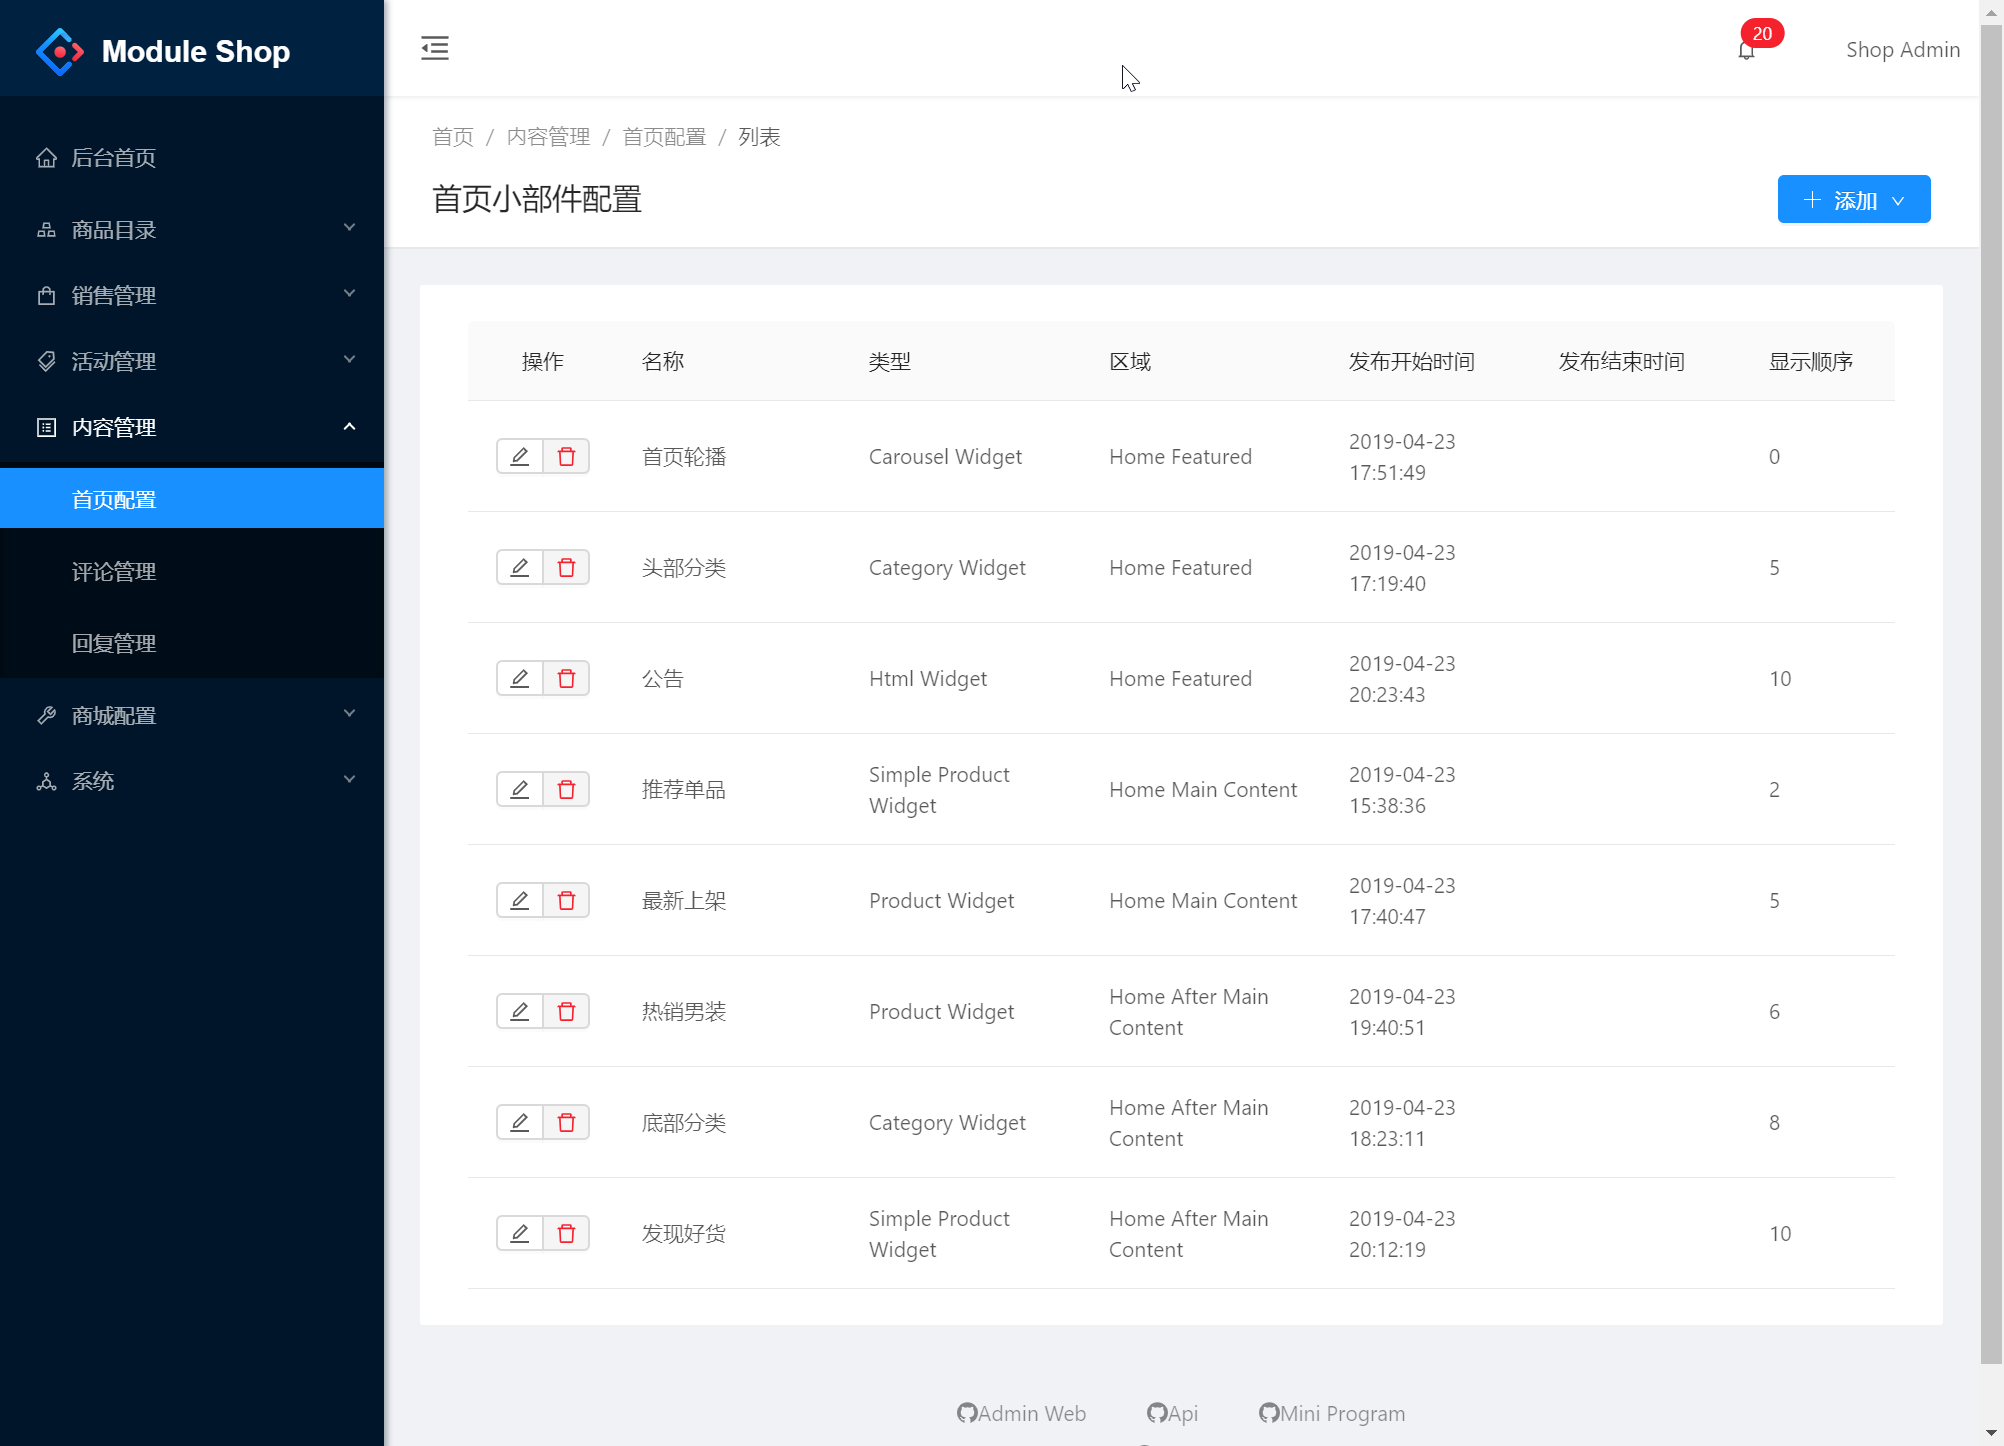 Module Shop
后台首页
商品目录
销售管理
活动管理
内容管理
首页配置
评论管理
回复管理
商城配置
系统
20
Shop Admin
首页 / 内容管理 / 首页配置 / 列表
首页小部件配置
添加
操作 名称 类型 区域 发布开始时间 发布结束时间 显示顺序
首页轮播 Carousel Widget Home Featured 2019-04-23 17:51:49 0
头部分类 Category Widget Home Featured 2019-04-23 17:19:40 5
公告 Html Widget Home Featured 2019-04-23 20:23:43 10
推荐单品 Simple Product Widget Home Main Content 2019-04-23 15:38:36 2
最新上架 Product Widget Home Main Content 2019-04-23 17:40:47 5
热销男装 Product Widget Home After Main Content 2019-04-23 19:40:51 6
底部分类 Category Widget Home After Main Content 2019-04-23 18:23:11 8
发现好货 Simple Product Widget Home After Main Content 2019-04-23 20:12:19 10
Admin Web Api Mini Program